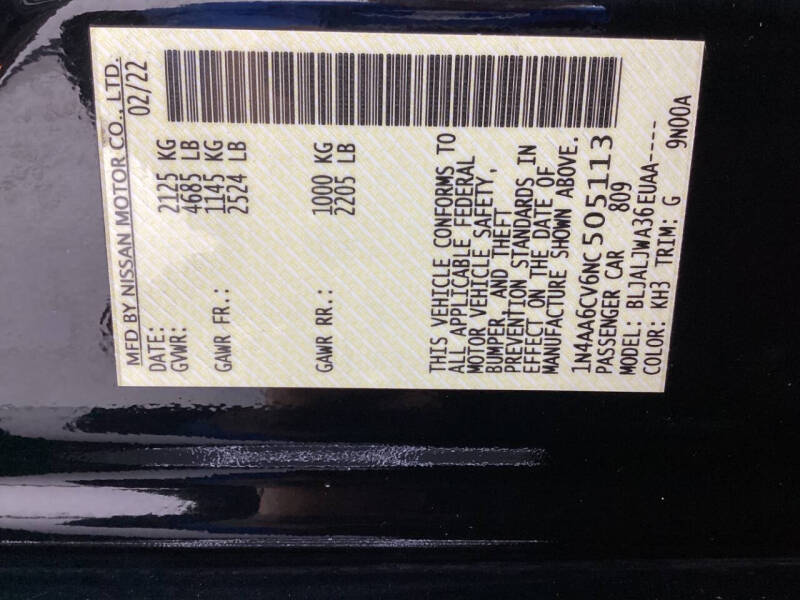 MFD BY NISSAN MOTOR CO., LTD.
DATE: 02/22
GVWR: 2125 KG
4685 LB
GAWR FR.: 1145 KG
2524 LB
GAWR RR.: 1000 KG
2205 LB
THIS VEHICLE CONFORMS TO
ALL APPLICABLE FEDERAL
MOTOR VEHICLE SAFETY,
BUMPER, AND THEFT
PREVENTION STANDARDS IN
EFFECT ON THE DATE OF
MANUFACTURE SHOWN ABOVE.
1N4AA6CV6NC505113
PASSENGER CAR 809
MODEL: BLJALJWA36EUAA----
COLOR: KH3 TRIM: G 9N00A